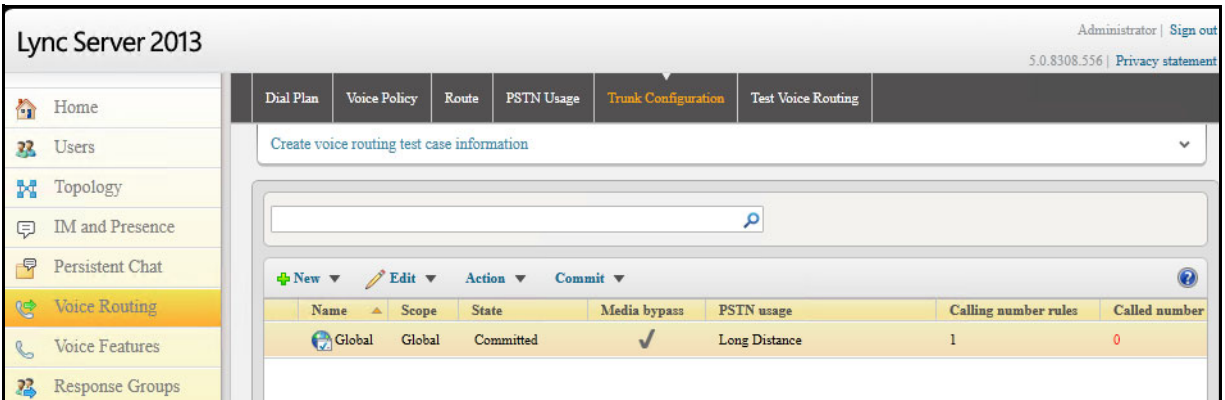 Lync Server 2013
Administrator | Sign out
5.0.8308.556 | Privacy statement
Home
Users
Topology
IM and Presence
Persistent Chat
Voice Routing
Voice Features
Response Groups
Dial Plan Voice Policy Route PSTN Usage Trunk Configuration Test Voice Routing
Create voice routing test case information
New Edit Action Commit
Name Scope State Media bypass PSTN usage Calling number rules Called number
Global Global Committed Long Distance 1 0